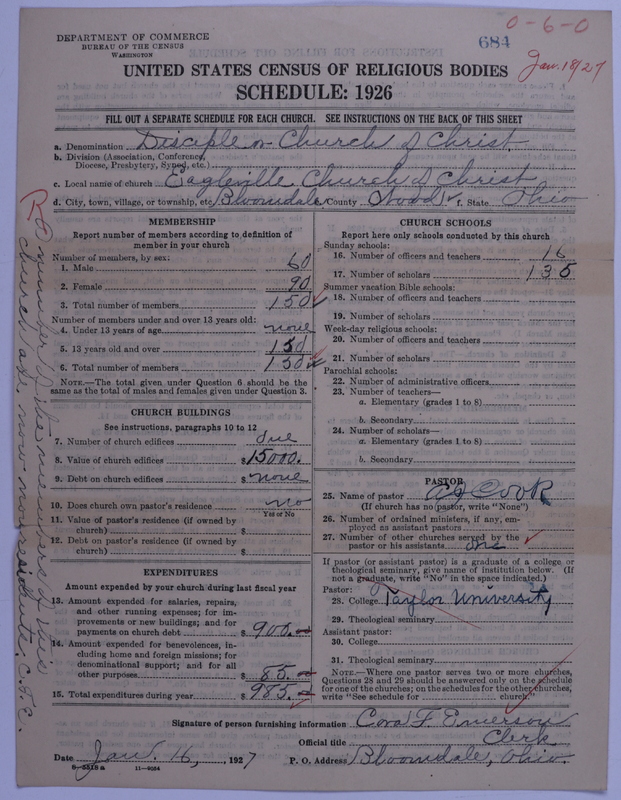 0-6-0
684
Jan. 18/27
DEPARTMENT OF COMMERCE
BUREAU OF THE CENSUS
WASHINGTON
UNITED STATES CENSUS OF RELIGIOUS BODIES
SCHEDULE: 1926
FILL OUT A SEPARATE SCHEDULE FOR EACH CHURCH. SEE INSTRUCTIONS ON THE BACK OF THIS SHEET
a. Denomination Disciple or Church of Christ.
b. Division (Association, Conference, Diocese, Presbytery, Synod, etc.)
c. Local name of church Eagleville Church of Christ
d. City, town, village, or township, etc. Bloomdale County Wood f. State Ohio
MEMBERSHIP
Report number of members according to definition of
member in your church
Number of members, by sex:
1. Male 60
2. Female 90
3. Total number of members 150
Number of members under and over 13 years old:
4. Under 13 years of age none
5. 13 years old and over 150
6. Total number of members 150
NOTE.—The total given under Question 6 should be the
same as the total of males and females given under Question 3.
CHURCH BUILDINGS
See instructions, paragraphs 10 to 12
7. Number of church edifices one
8. Value of church edifices $15000.
9. Debt on church edifices $ none
10. Does church own pastor's residence no
Yes or No
11. Value of pastor's residence (if owned by
church) $
12. Debt on pastor's residence (if owned by
church) $
EXPENDITURES
Amount expended by your church during last fiscal year
13. Amount expended for salaries, repairs,
and other running expenses; for im-
provements or new buildings; and for
payments on church debt $ 900.
14. Amount expended for benevolences, in-
cluding home and foreign missions; for
denominational support; and for all
other purposes $ 85.
15. Total expenditures during year $ 985.
CHURCH SCHOOLS
Report here only schools conducted by this church
Sunday schools:
16. Number of officers and teachers 16
17. Number of scholars 135
Summer vacation Bible schools:
18. Number of officers and teachers
19. Number of scholars
Week-day religious schools:
20. Number of officers and teachers
21. Number of scholars
Parochial schools:
22. Number of administrative officers
23. Number of teachers—
a. Elementary (grades 1 to 8)
b. Secondary
24. Number of scholars—
a. Elementary (grades 1 to 8)
b. Secondary
PASTOR
25. Name of pastor Cook
(If church has no pastor, write "None")
26. Number of ordained ministers, if any, em-
ployed as assistant pastors
27. Number of other churches served by the
pastor or his assistants one
If pastor (or assistant pastor) is a graduate of a college or
theological seminary, give name of institution below. (If
not a graduate, write "No" in the space indicated.)
Pastor:
28. College Taylor University
29. Theological seminary
Assistant pastor:
30. College
31. Theological seminary
NOTE.—Where one pastor serves two or more churches,
Questions 28 and 29 should be answered only on the schedule
for one of the churches; on the schedules for the other churches,
write "See schedule for church."
Signature of person furnishing information Cora F. Emerson
Official title Clerk
Date Jan. 16, 1927 P. O. Address Bloomdale, Ohio.
8—5518a 11—9054
number of the members of this
church are non resident. C.F.E.